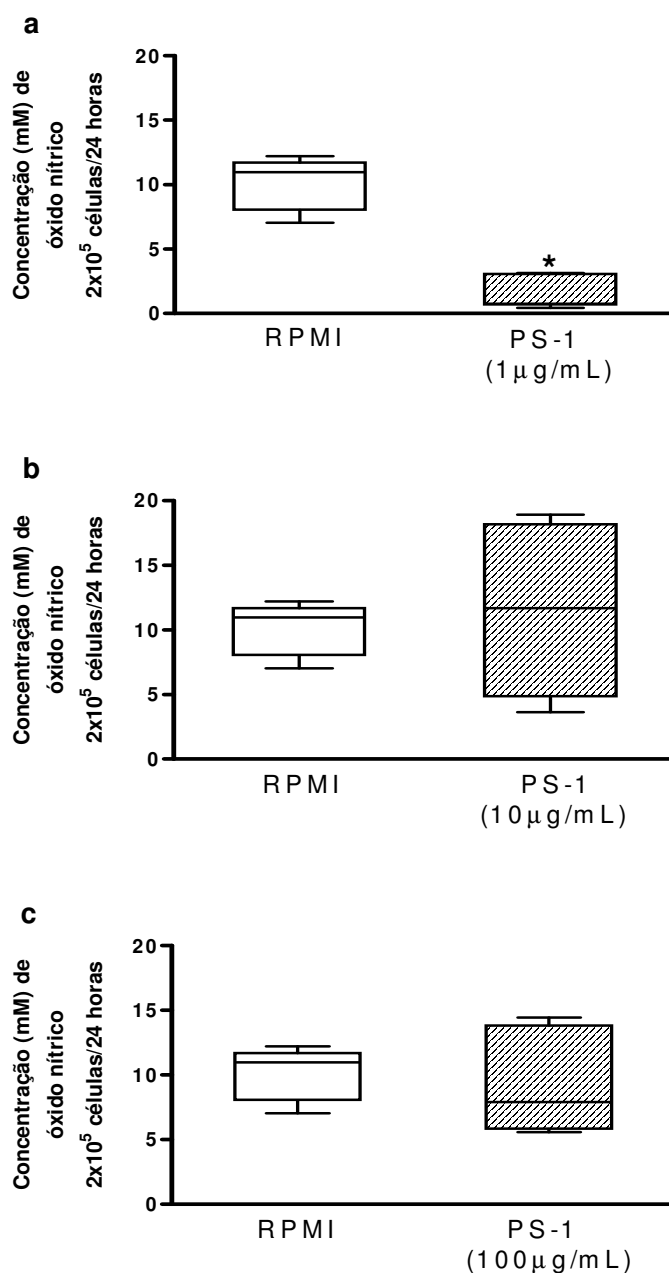 a
Concentração (mM) de
óxido nítrico
2x10⁵ células/24 horas
20
15
10
5
0
*
RPMI
PS-1
(1μg/mL)
b
Concentração (mM) de
óxido nítrico
2x10⁵ células/24 horas
20
15
10
5
0
RPMI
PS-1
(10μg/mL)
c
Concentração (mM) de
óxido nítrico
2x10⁵ células/24 horas
20
15
10
5
0
RPMI
PS-1
(100μg/mL)